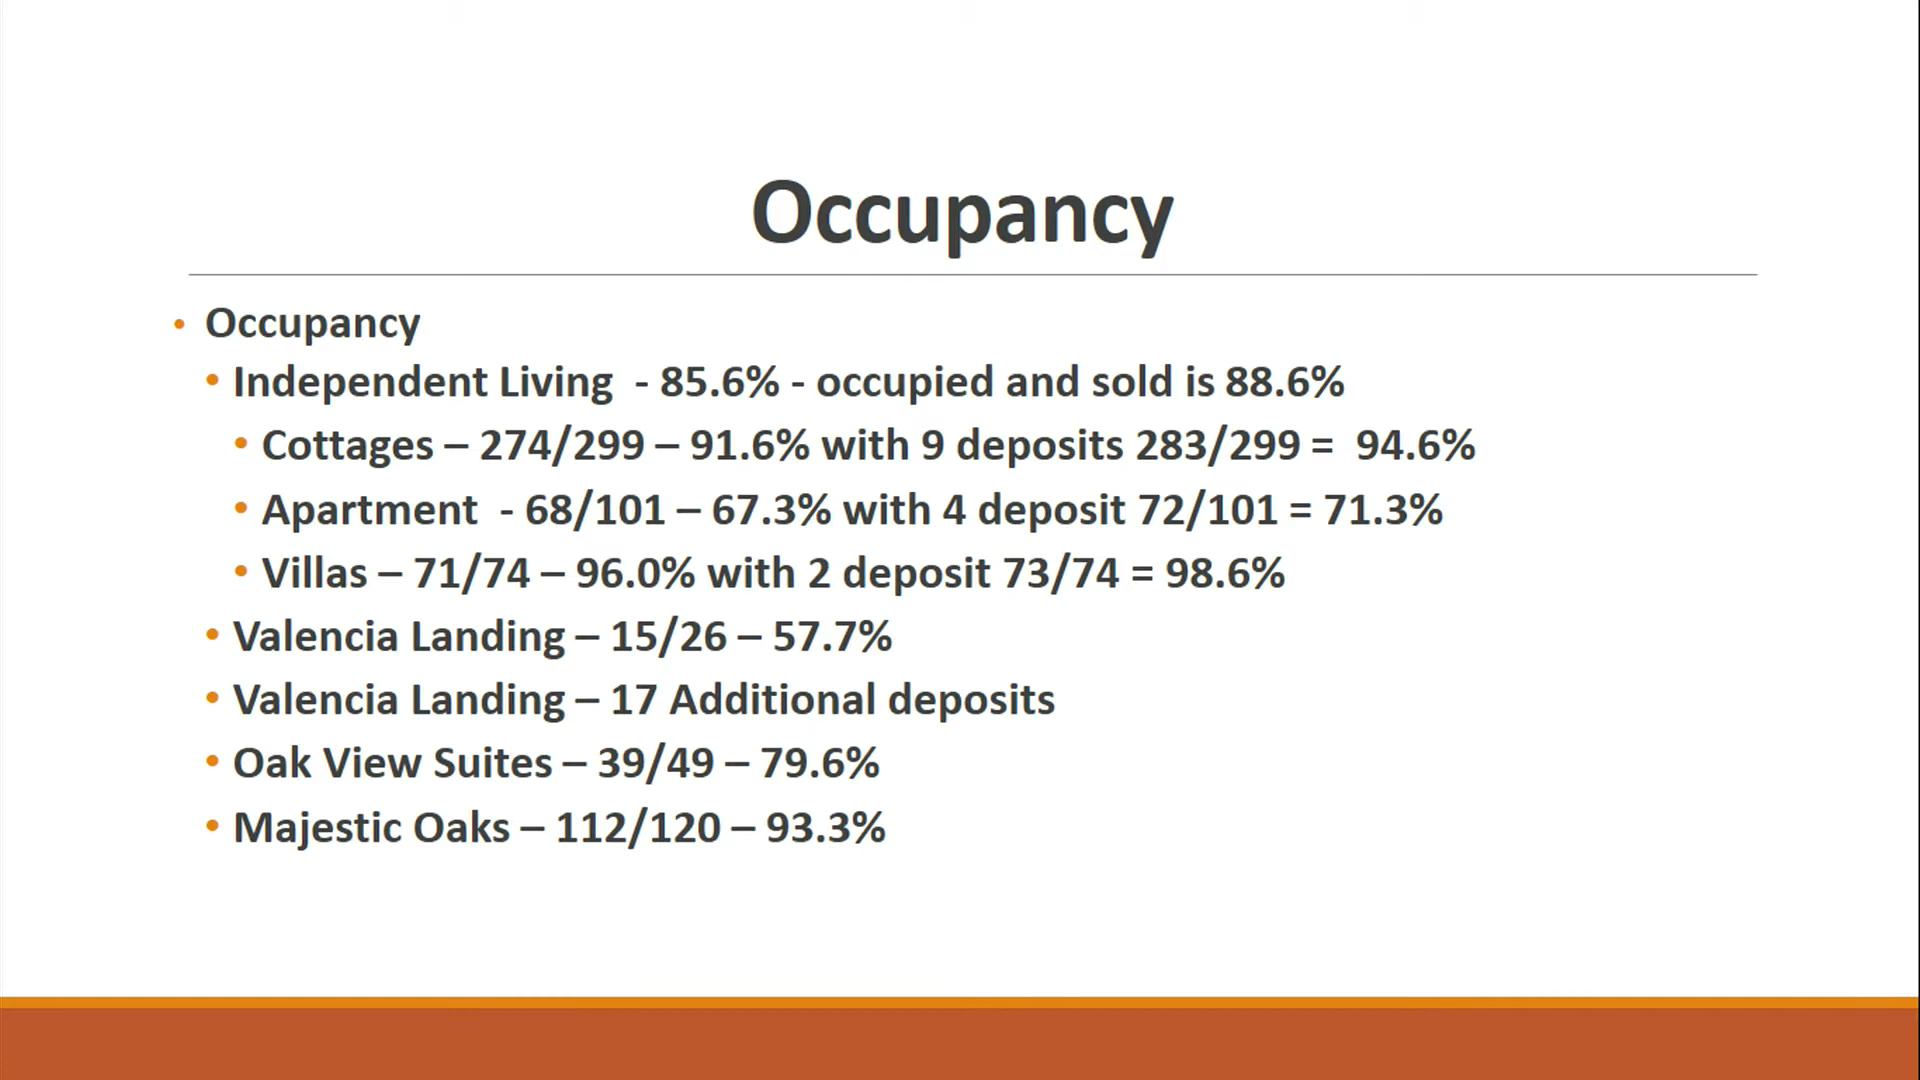 Occupancy
• Occupancy
• Independent Living - 85.6% - occupied and sold is 88.6%
• Cottages – 274/299 – 91.6% with 9 deposits 283/299 = 94.6%
• Apartment - 68/101 – 67.3% with 4 deposit 72/101 = 71.3%
• Villas – 71/74 – 96.0% with 2 deposit 73/74 = 98.6%
• Valencia Landing – 15/26 – 57.7%
• Valencia Landing – 17 Additional deposits
• Oak View Suites – 39/49 – 79.6%
• Majestic Oaks – 112/120 – 93.3%